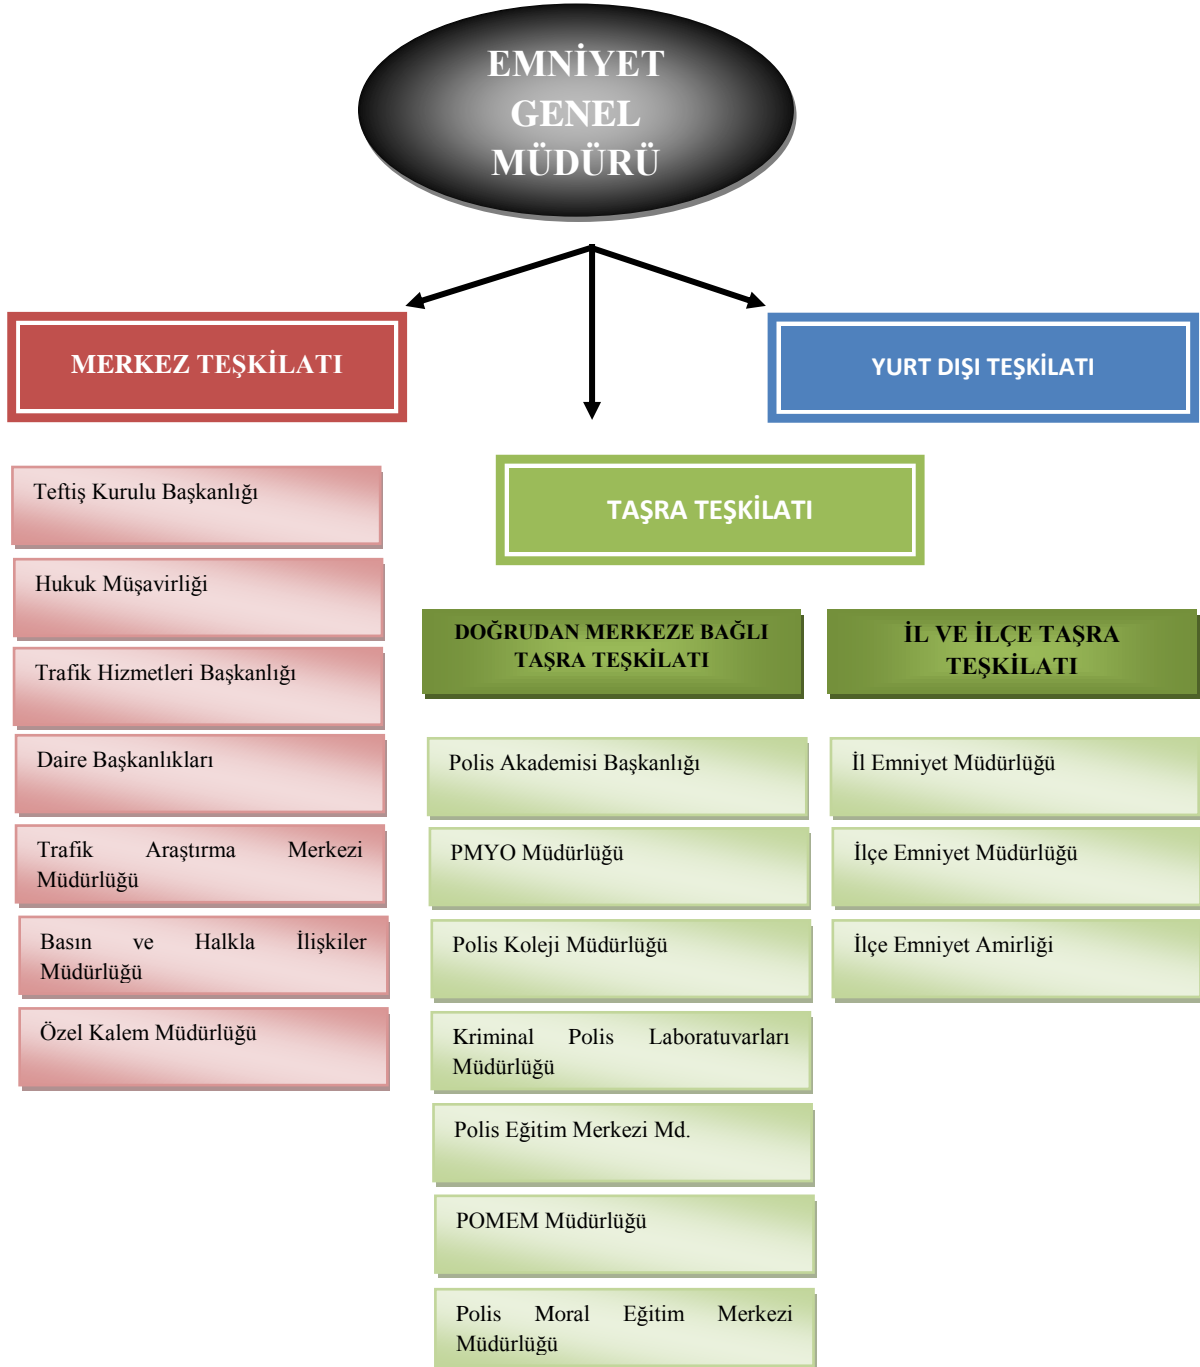 EMNİYET
GENEL
MÜDÜRÜ
MERKEZ TEŞKİLATI
YURT DIŞI TEŞKİLATI
TAŞRA TEŞKİLATI
Teftiş Kurulu Başkanlığı
Hukuk Müşavirliği
Trafik Hizmetleri Başkanlığı
Daire Başkanlıkları
Trafik Araştırma Merkezi
Müdürlüğü
Basın ve Halkla İlişkiler
Müdürlüğü
Özel Kalem Müdürlüğü
DOĞRUDAN MERKEZE BAĞLI
TAŞRA TEŞKİLATI
Polis Akademisi Başkanlığı
PMYO Müdürlüğü
Polis Koleji Müdürlüğü
Kriminal Polis Laboratuvarları
Müdürlüğü
Polis Eğitim Merkezi Md.
POMEM Müdürlüğü
Polis Moral Eğitim Merkezi
Müdürlüğü
İL VE İLÇE TAŞRA
TEŞKİLATI
İl Emniyet Müdürlüğü
İlçe Emniyet Müdürlüğü
İlçe Emniyet Amirliği